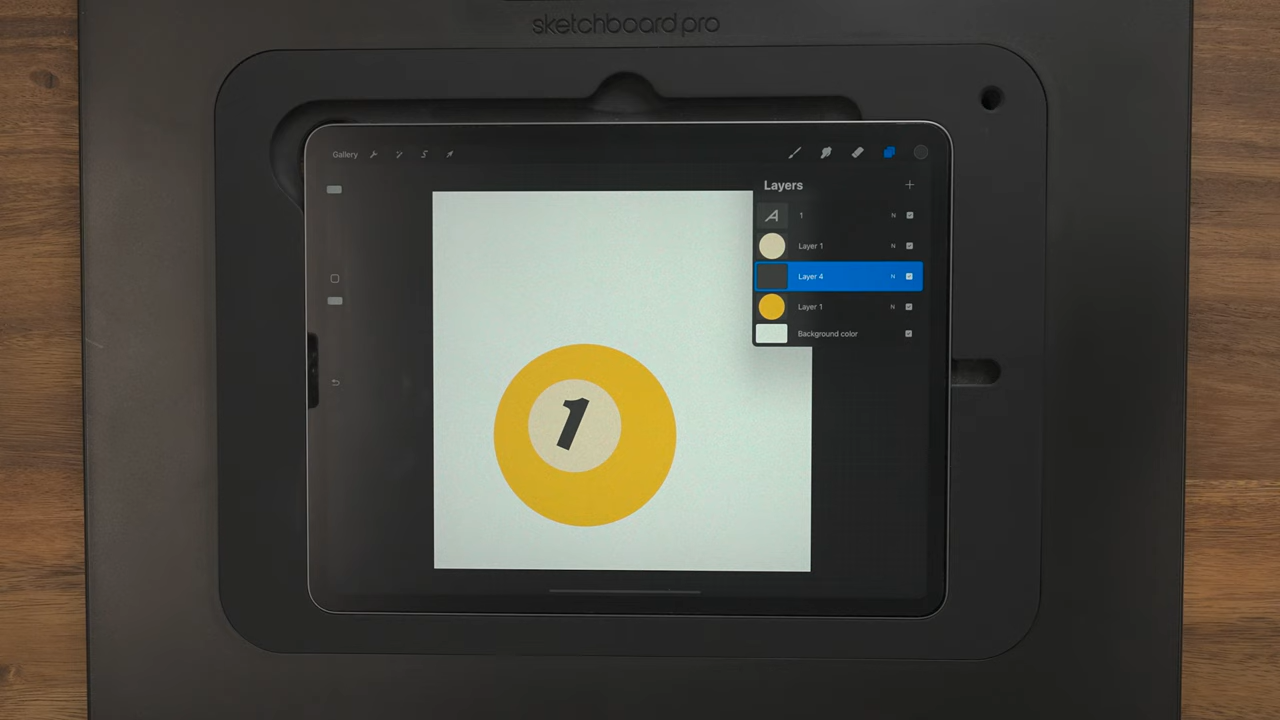 sketchboard pro
Gallery
Layers
A 1 N
Layer 1 N
Layer 4 N
Layer 1 N
Background color
1